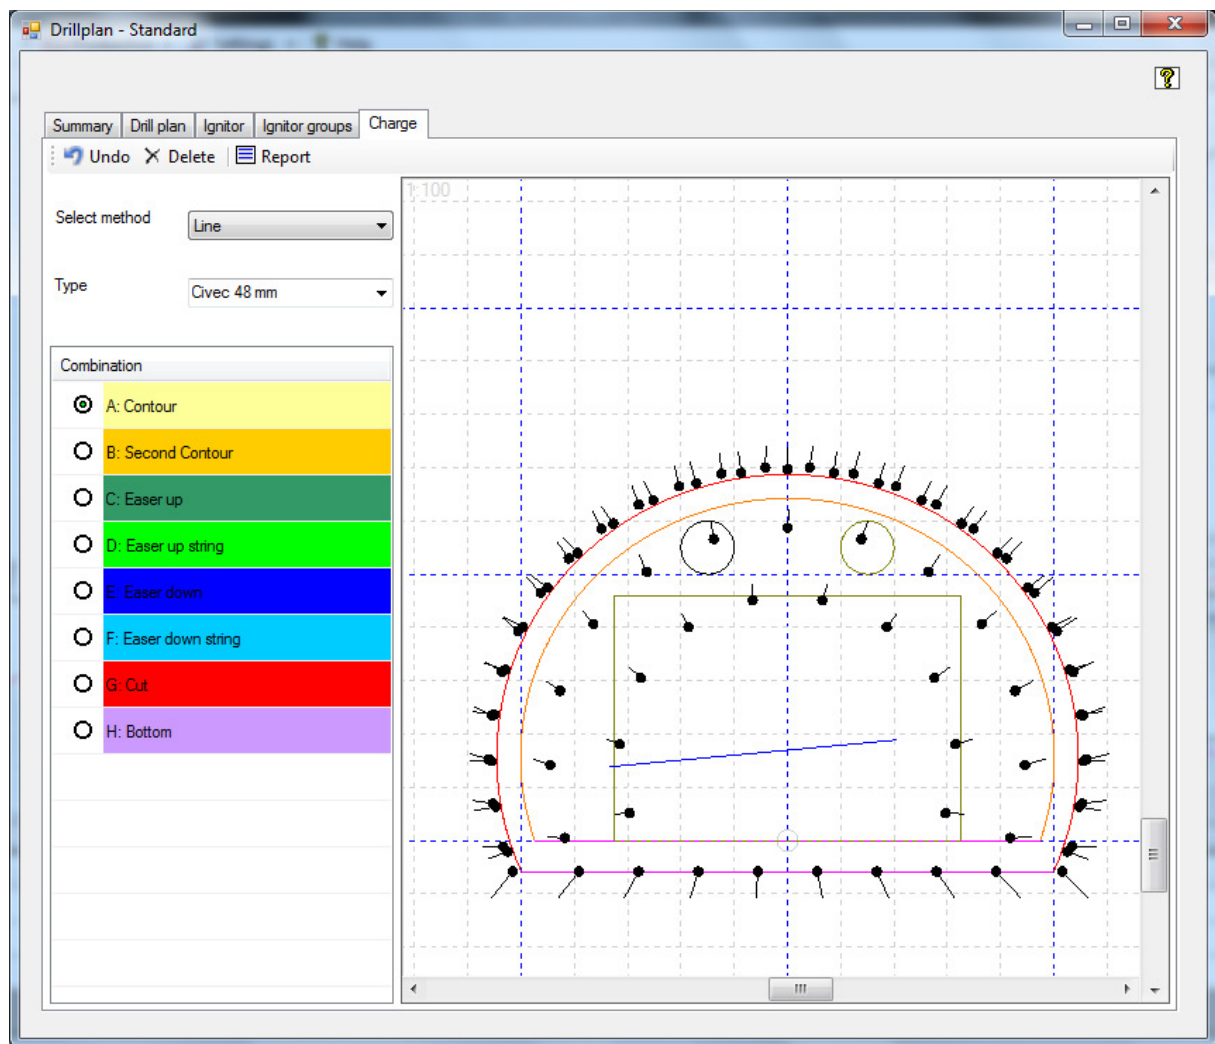 Drillplan - Standard
Summary Drill plan Ignitor Ignitor groups Charge
Undo Delete Report
1:100
Select method Line
Type Civec 48 mm
Combination
A: Contour
B: Second Contour
C: Easer up
D: Easer up string
E: Easer down
F: Easer down string
G: Cut
H: Bottom